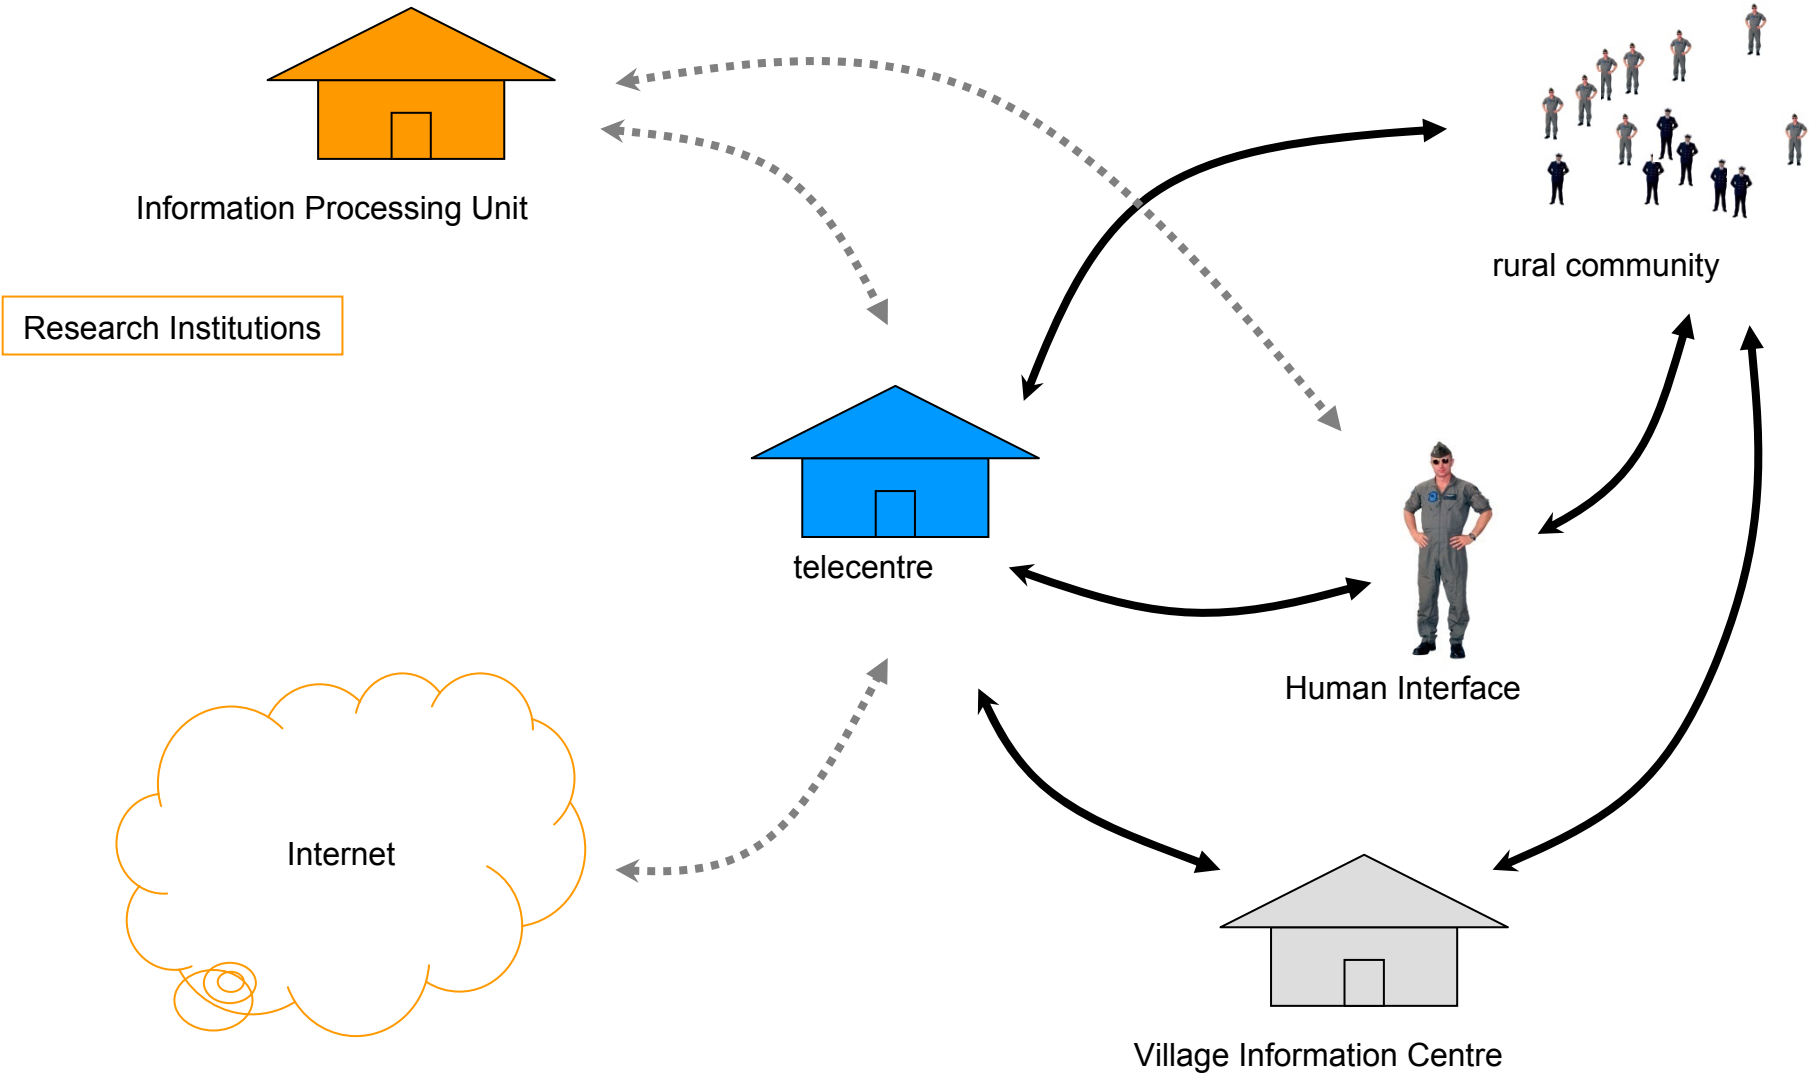 Information Processing Unit
rural community
Research Institutions
telecentre
Human Interface
Internet
Village Information Centre